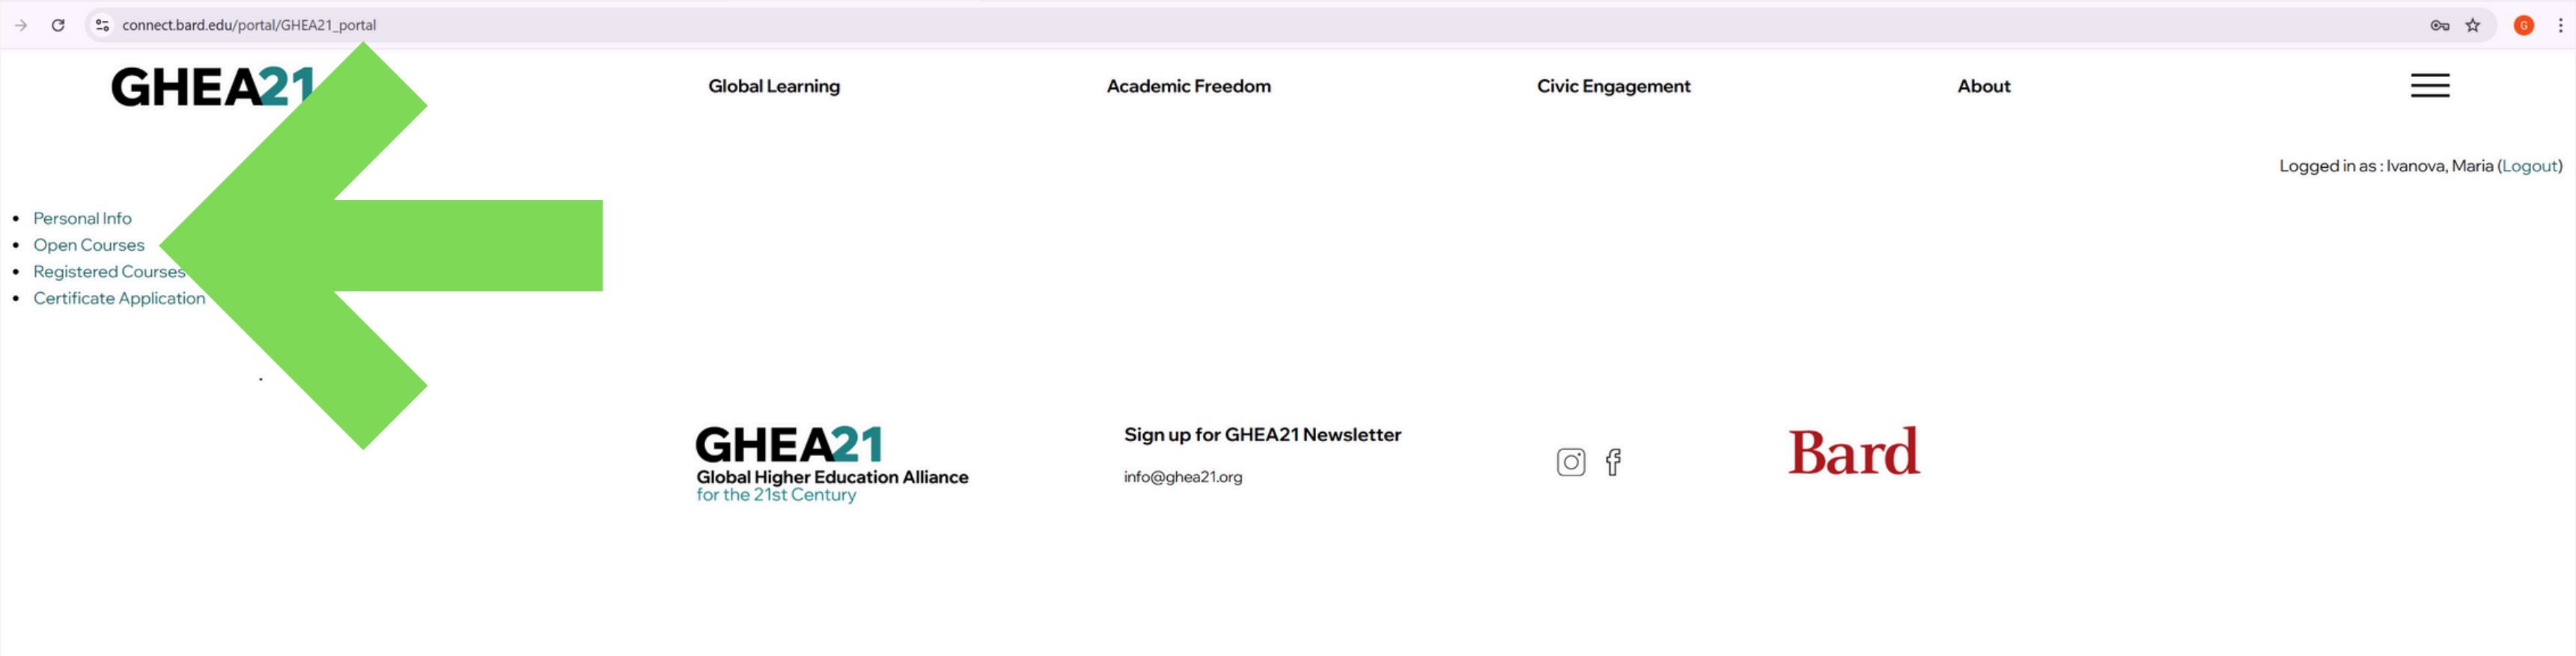 connect.bard.edu/portal/GHEA21_portal
G
GHEA21
Global Learning
Academic Freedom
Civic Engagement
About
Logged in as : Ivanova, Maria (Logout)
Personal Info
Open Courses
Registered Courses
Certificate Application
GHEA21
Global Higher Education Alliance
for the 21st Century
Sign up for GHEA21 Newsletter
info@ghea21.org
Bard